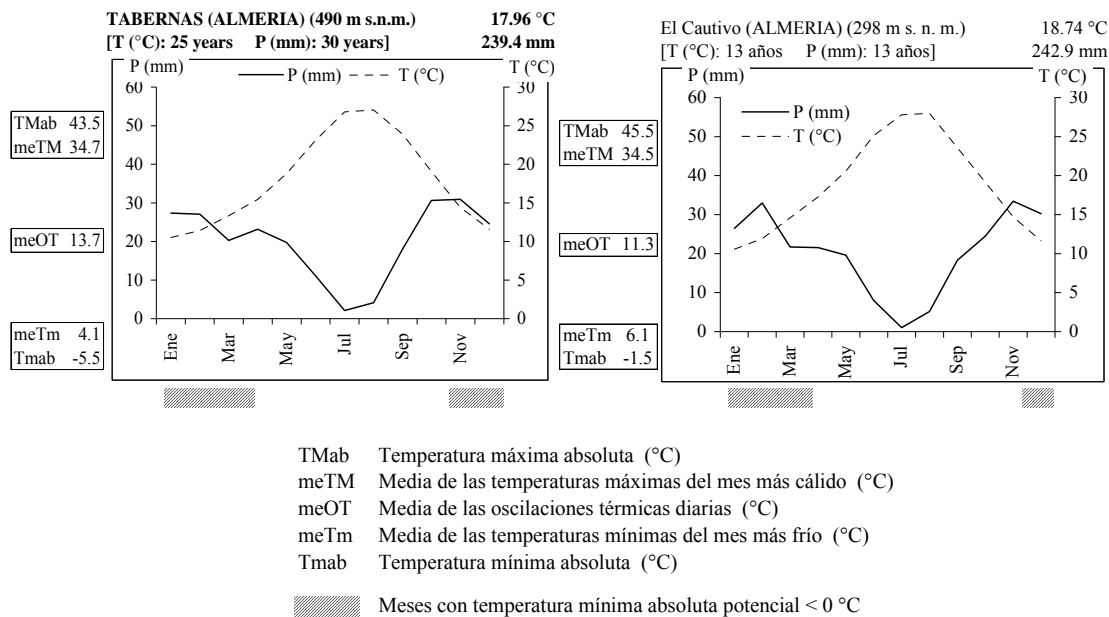 TABERNAS (ALMERIA) (490 m s.n.m.) 17.96 °C
[T (°C): 25 years P (mm): 30 years] 239.4 mm
P (mm) P (mm) T (°C) T (°C)
60 30
50 25
40 20
30 15
20 10
10 5
0 0
Ene Mar May Jul Sep Nov
TMab 43.5
meTM 34.7
meOT 13.7
meTm 4.1
Tmab -5.5
El Cautivo (ALMERIA) (298 m s. n. m.) 18.74 °C
[T (°C): 13 años P (mm): 13 años] 242.9 mm
P (mm) T (°C)
P (mm)
T (°C)
60 30
50 25
40 20
30 15
20 10
10 5
0 0
Ene Mar May Jul Sep Nov
TMab 45.5
meTM 34.5
meOT 11.3
meTm 6.1
Tmab -1.5
TMab Temperatura máxima absoluta (°C)
meTM Media de las temperaturas máximas del mes más cálido (°C)
meOT Media de las oscilaciones térmicas diarias (°C)
meTm Media de las temperaturas mínimas del mes más frío (°C)
Tmab Temperatura mínima absoluta (°C)
Meses con temperatura mínima absoluta potencial < 0 °C